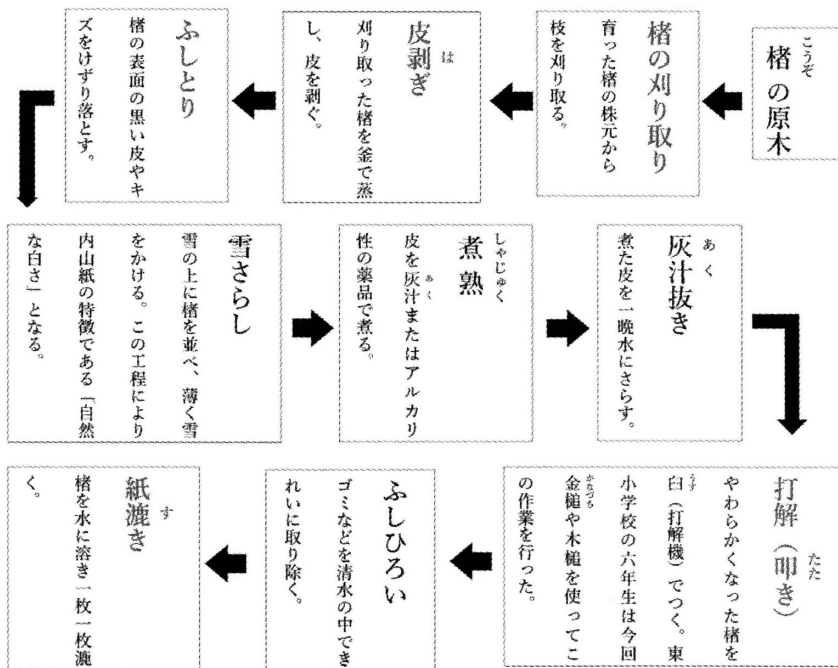 こうぞ
楮の原木
楮の刈り取り
育った楮の株元から
枝を刈り取る。
は
皮剥ぎ
刈り取った楮を釜で蒸
し、皮を剥ぐ。
ふしとり
楮の表面の黒い皮やキ
ズをけずり落とす。
雪さらし
雪の上に楮を並べ、薄く雪
をかける。この工程により
内山紙の特徴である「自然
な白さ」となる。
しゃじゅく
煮熟
あく
皮を灰汁またはアルカリ
性の薬品で煮る。
あく
灰汁抜き
煮た皮を一晩水にさらす。
たた
打解（叩き）
やわらかくなった楮を
うす
臼（打解機）でつく。東
小学校の六年生は今回
かなづち
金槌や木槌を使ってこ
の作業を行った。
ふしひろい
ゴミなどを清水の中でき
れいに取り除く。
す
紙漉き
楮を水に溶き一枚一枚漉
く。